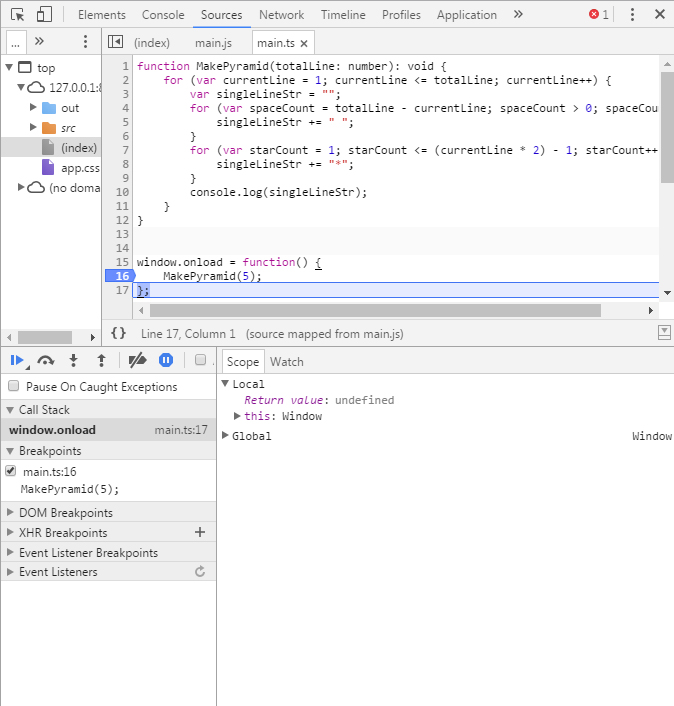 Elements Console Sources Network Timeline Profiles Application » 1
... » (index) main.js main.ts
top
127.0.0.1:8
out
src
(index)
app.css
(no doma
1 function MakePyramid(totalLine: number): void {
2 for (var currentLine = 1; currentLine <= totalLine; currentLine++) {
3 var singleLineStr = "";
4 for (var spaceCount = totalLine - currentLine; spaceCount > 0; spaceCou
5 singleLineStr += " ";
6 }
7 for (var starCount = 1; starCount <= (currentLine * 2) - 1; starCount++
8 singleLineStr += "*";
9 }
10 console.log(singleLineStr);
11 }
12 }
13
14
15 window.onload = function() {
16 MakePyramid(5);
17 };
{} Line 17, Column 1 (source mapped from main.js)
Pause On Caught Exceptions
Call Stack
window.onload main.ts:17
Breakpoints
main.ts:16
MakePyramid(5);
DOM Breakpoints
XHR Breakpoints
Event Listener Breakpoints
Event Listeners
Scope Watch
Local
Return value: undefined
this: Window
Global Window